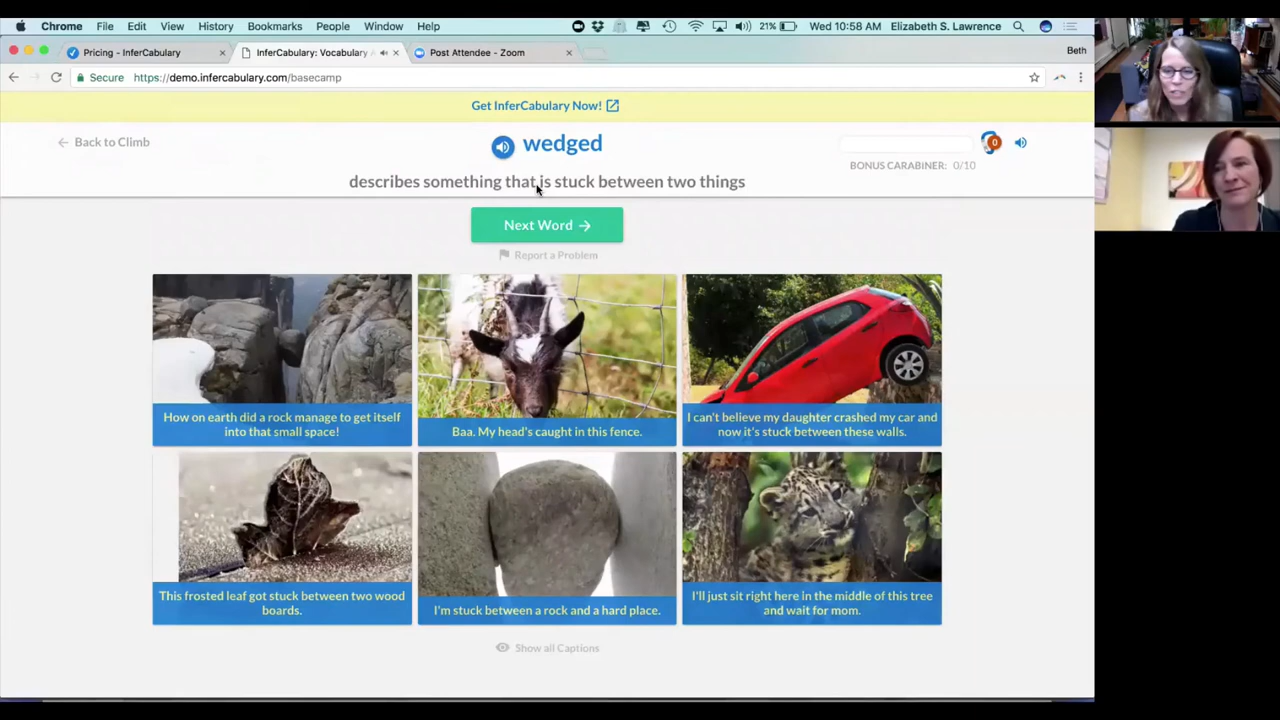 Chrome File Edit View History Bookmarks People Window Help 21% Wed 10:58 AM Elizabeth S. Lawrence
Pricing - InferCabulary InferCabulary: Vocabulary A Post Attendee - Zoom Beth
Secure https://demo.infercabulary.com/basecamp
Get InferCabulary Now!
Back to Climb wedged 0
BONUS CARABINER: 0/10
describes something that is stuck between two things
Next Word
Report a Problem
How on earth did a rock manage to get itself
into that small space!
Baa. My head's caught in this fence.
I can't believe my daughter crashed my car and
now it's stuck between these walls.
This frosted leaf got stuck between two wood
boards.
I'm stuck between a rock and a hard place.
I'll just sit right here in the middle of this tree
and wait for mom.
Show all Captions